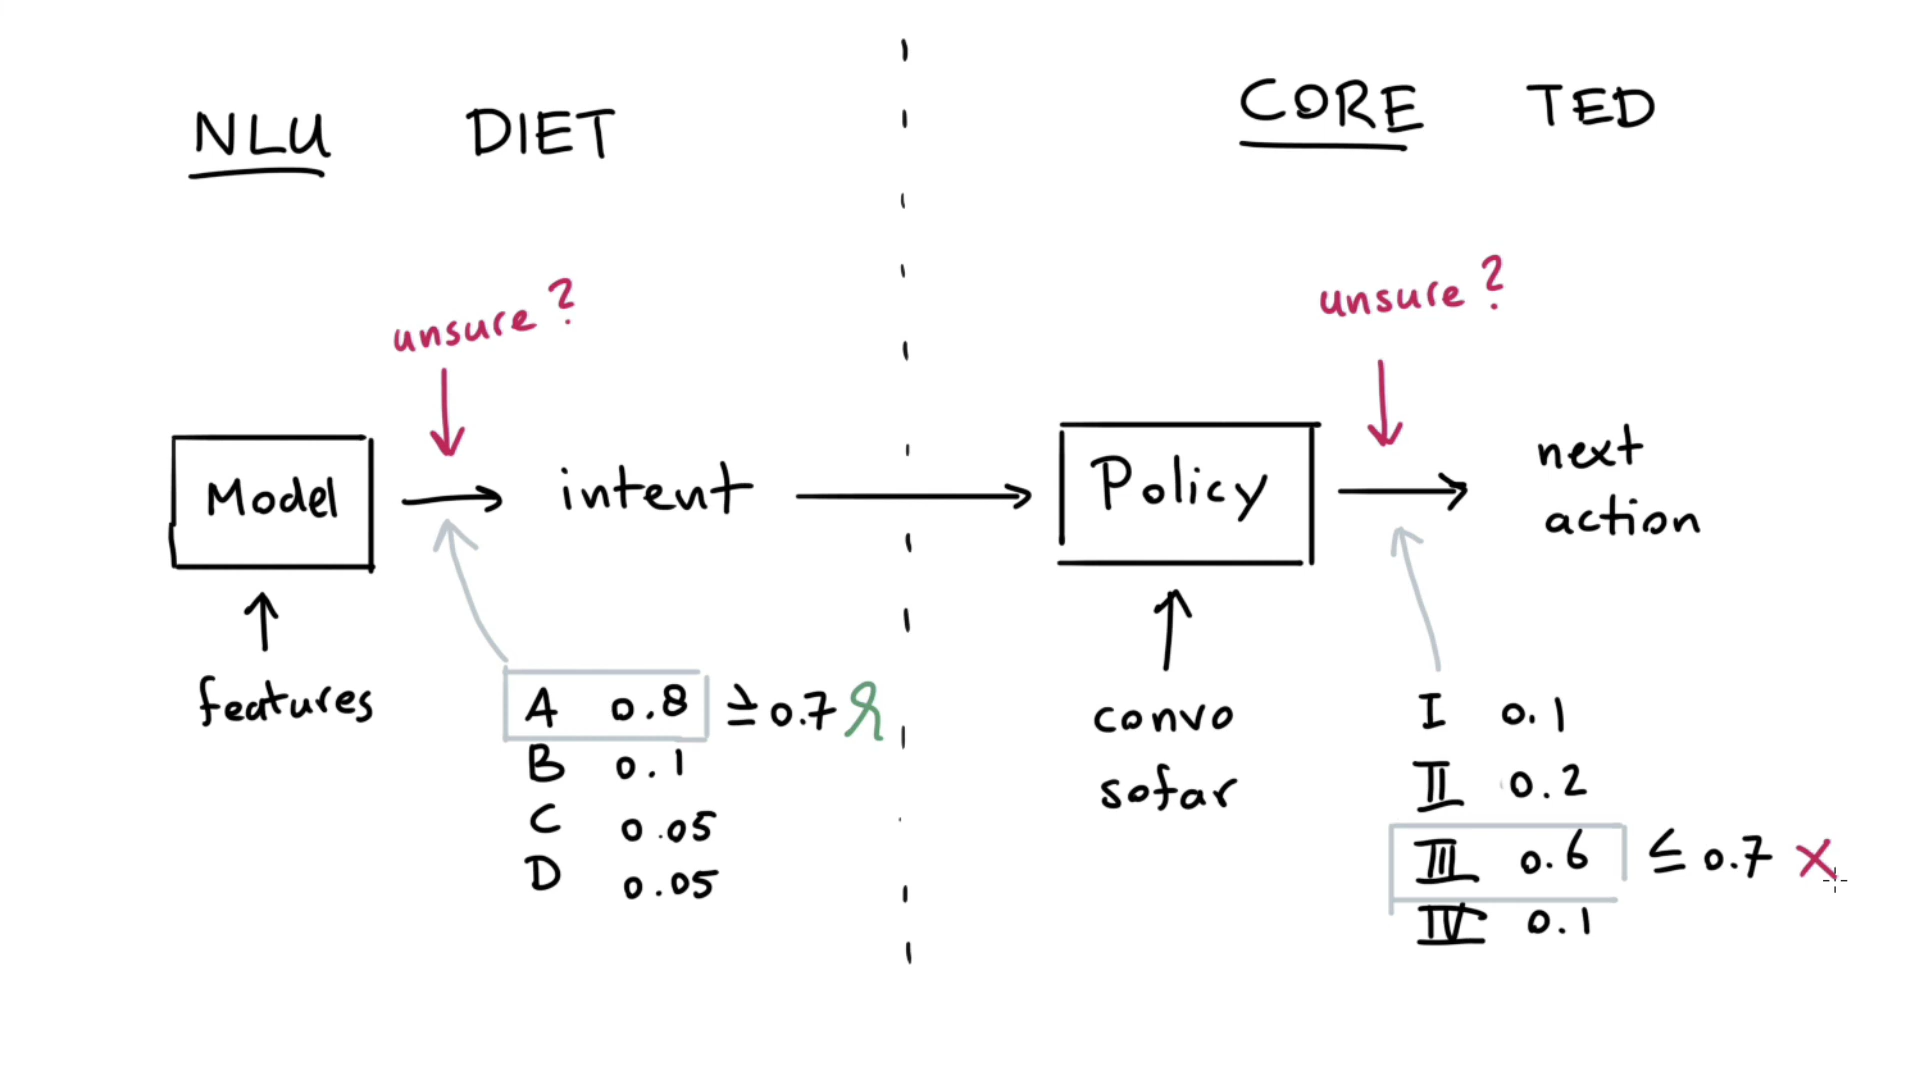 NLU DIET
unsure?
Model
intent
features
A 0.8 ≥ 0.7
B 0.1
C 0.05
D 0.05
CORE TED
unsure?
Policy
next
action
convo
sofar
I 0.1
II 0.2
III 0.6 ≤ 0.7 X
IV 0.1